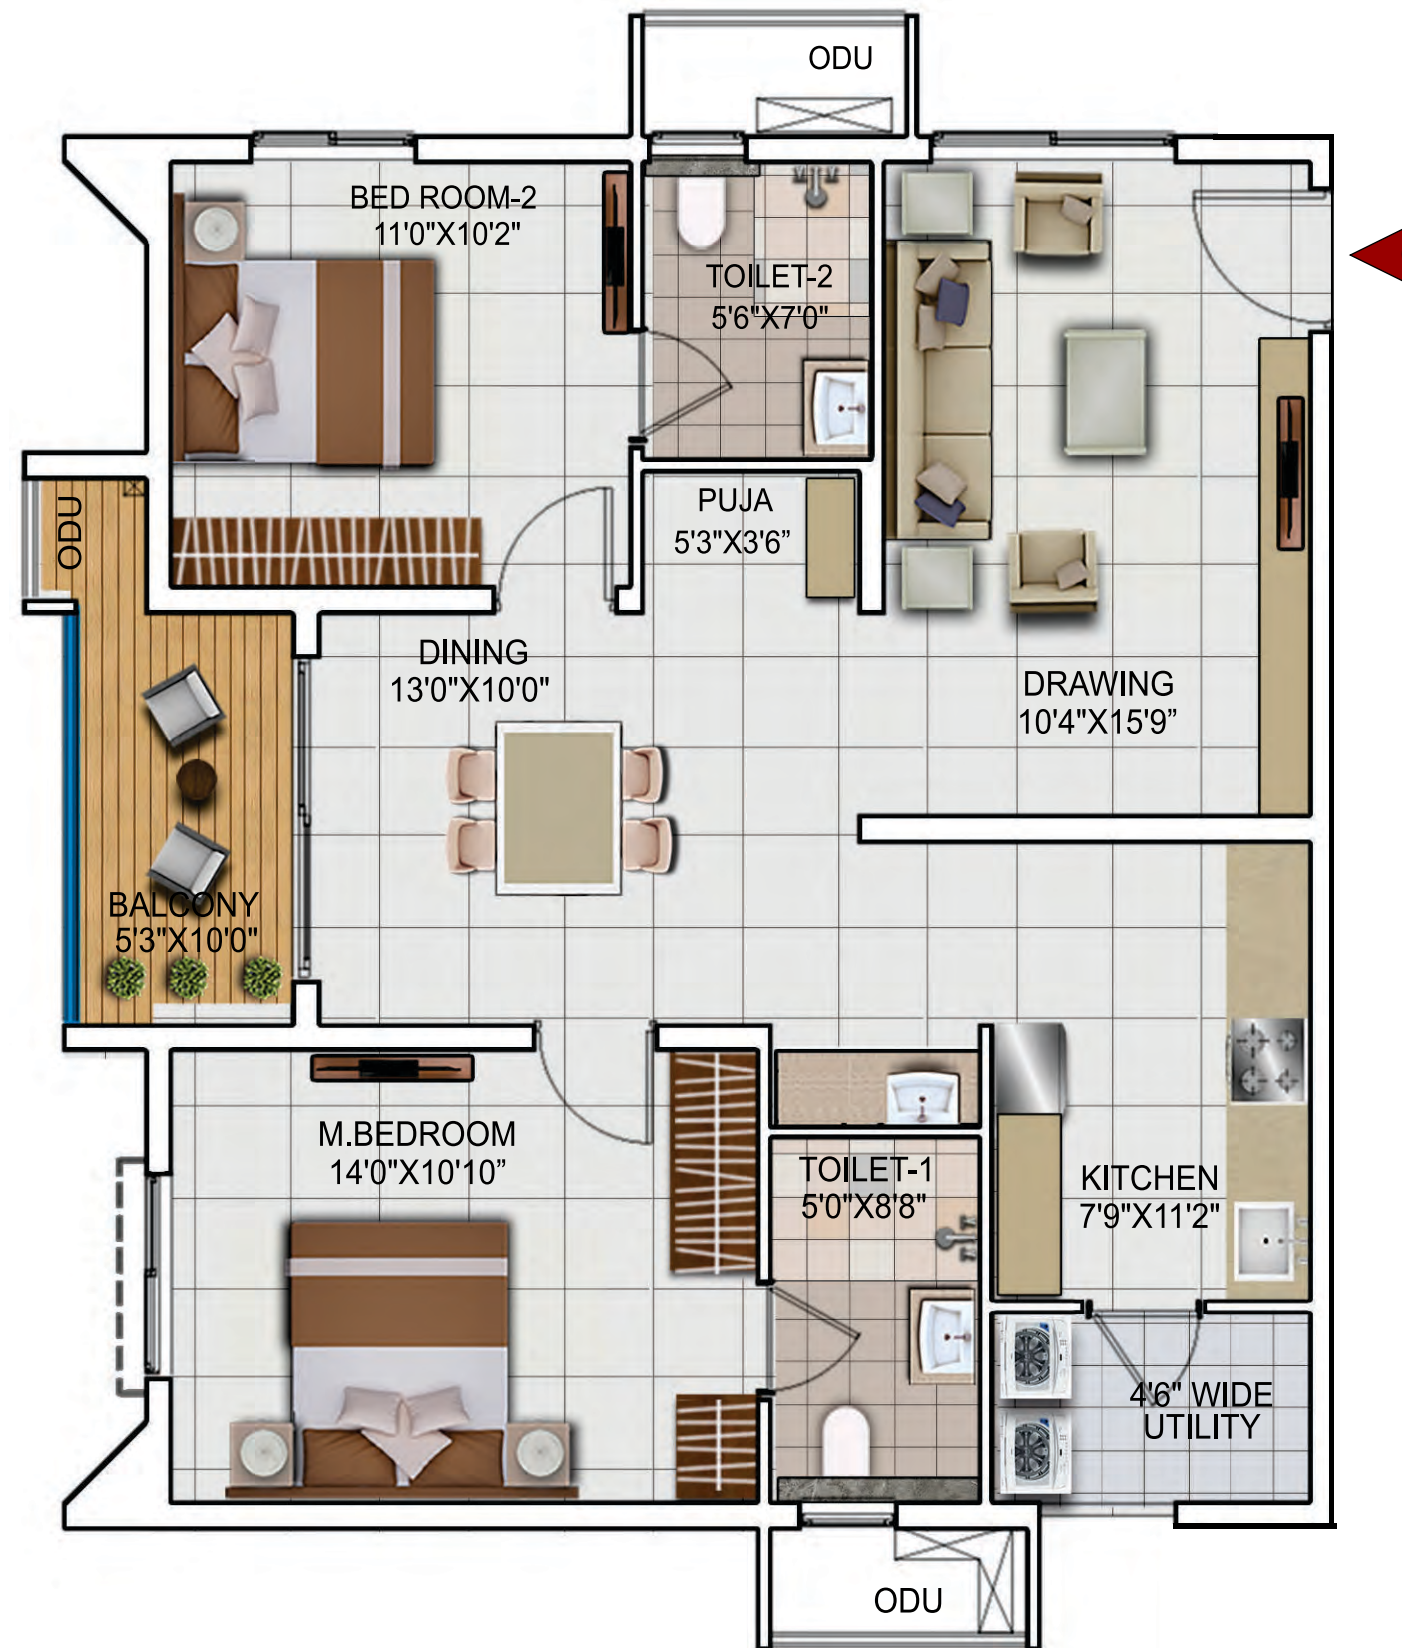 ODU
BED ROOM-2
11'0"X10'2"
TOILET-2
5'6"X7'0"
PUJA
5'3"X3'6”
ODU
DINING
13'0"X10'0"
DRAWING
10'4"X15'9”
BALCONY
5'3"X10'0"
M.BEDROOM
14'0"X10'10”
TOILET-1
5'0"X8'8"
KITCHEN
7'9"X11'2"
4'6" WIDE
UTILITY
ODU